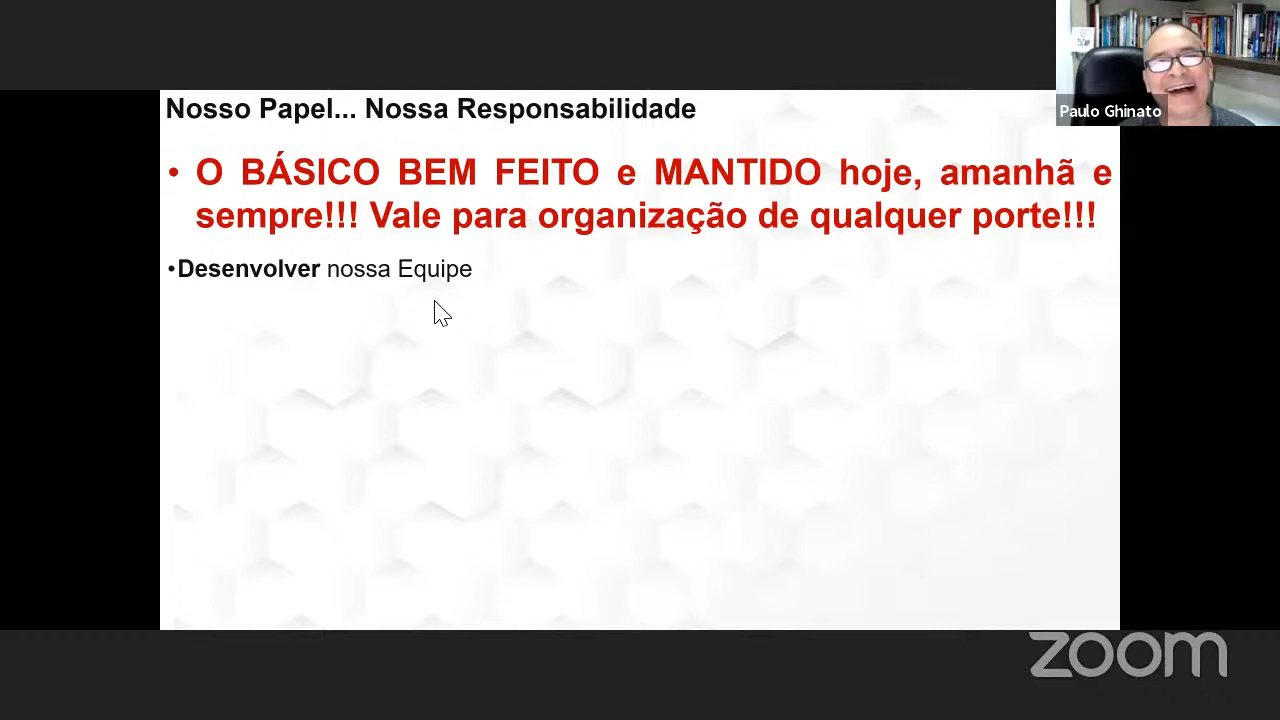 Nosso Papel... Nossa Responsabilidade
• O BÁSICO BEM FEITO e MANTIDO hoje, amanhã e
sempre!!! Vale para organização de qualquer porte!!!
•Desenvolver nossa Equipe
Paulo Ghinato
zoom